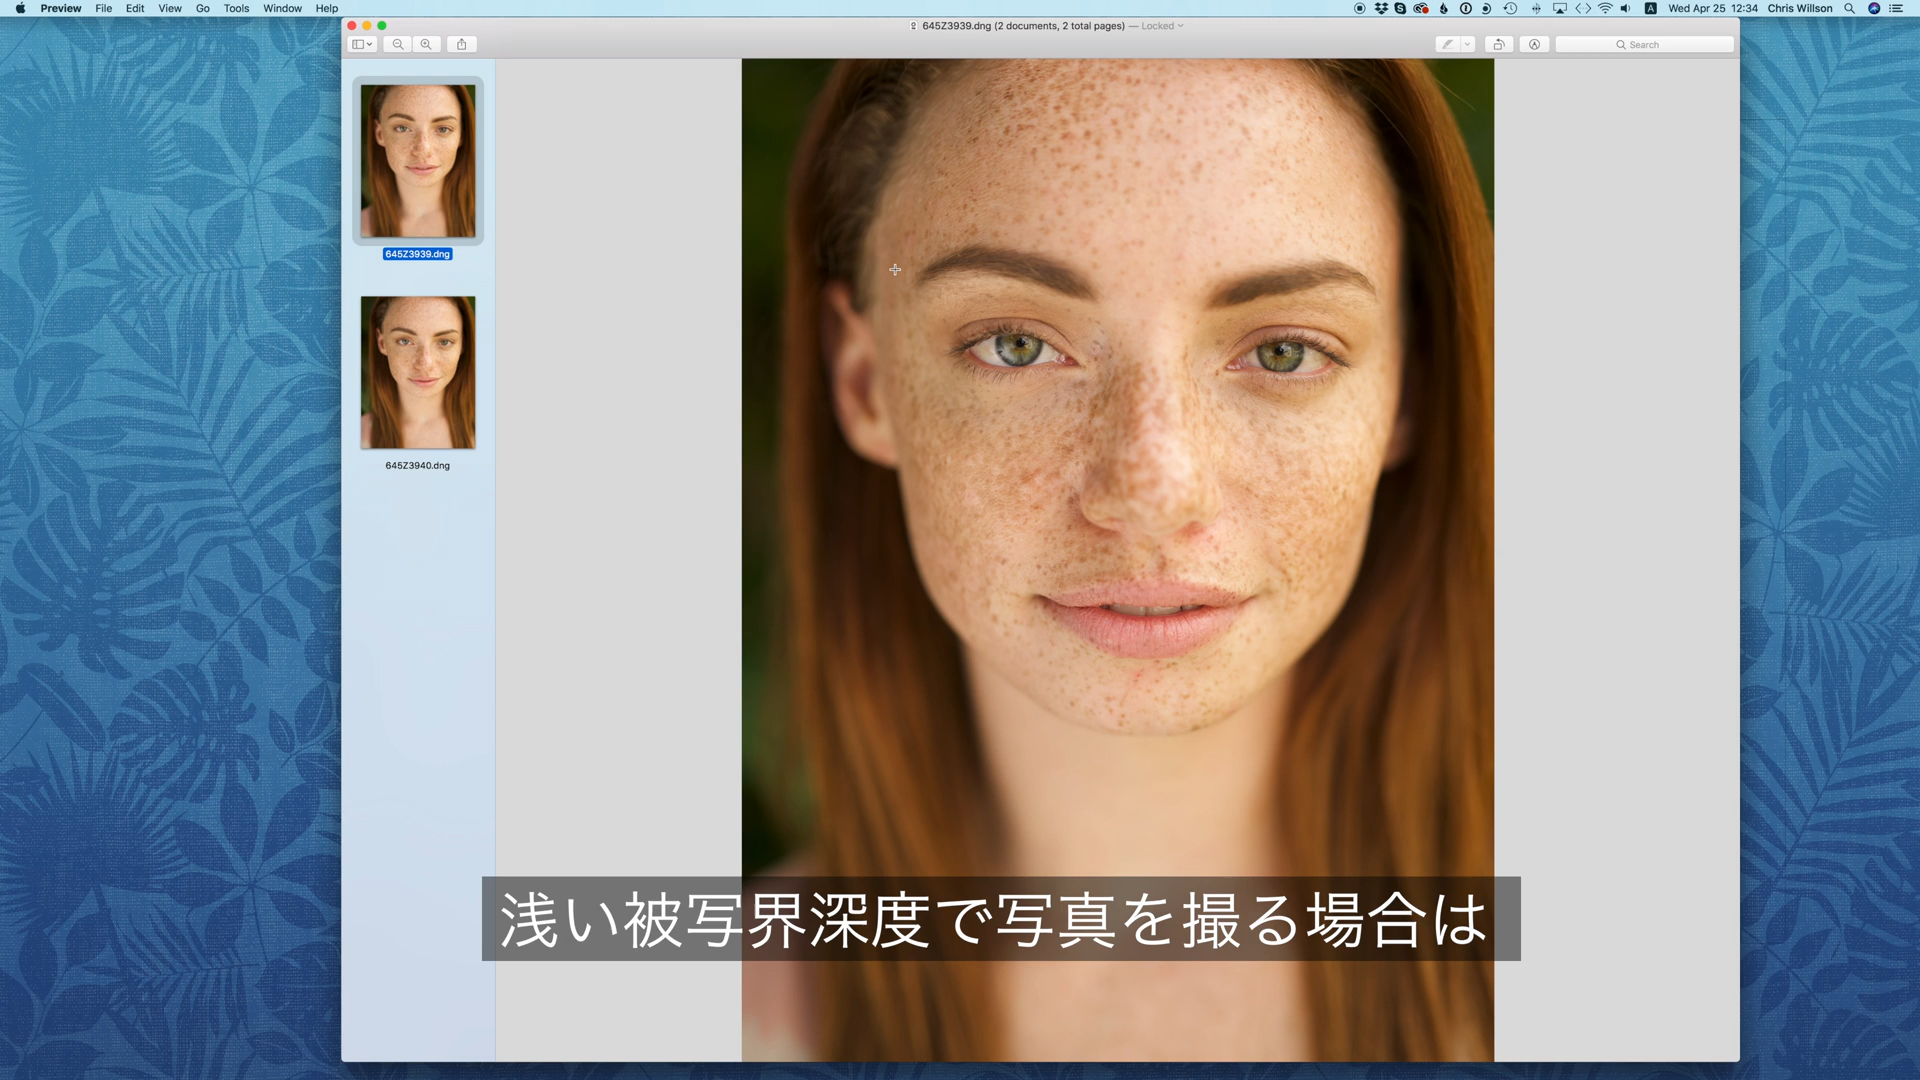 Preview File Edit View Go Tools Window Help
Wed Apr 25 12:34 Chris Willson
645Z3939.dng (2 documents, 2 total pages) — Locked
Search
645Z3939.dng
645Z3940.dng
浅い被写界深度で写真を撮る場合は